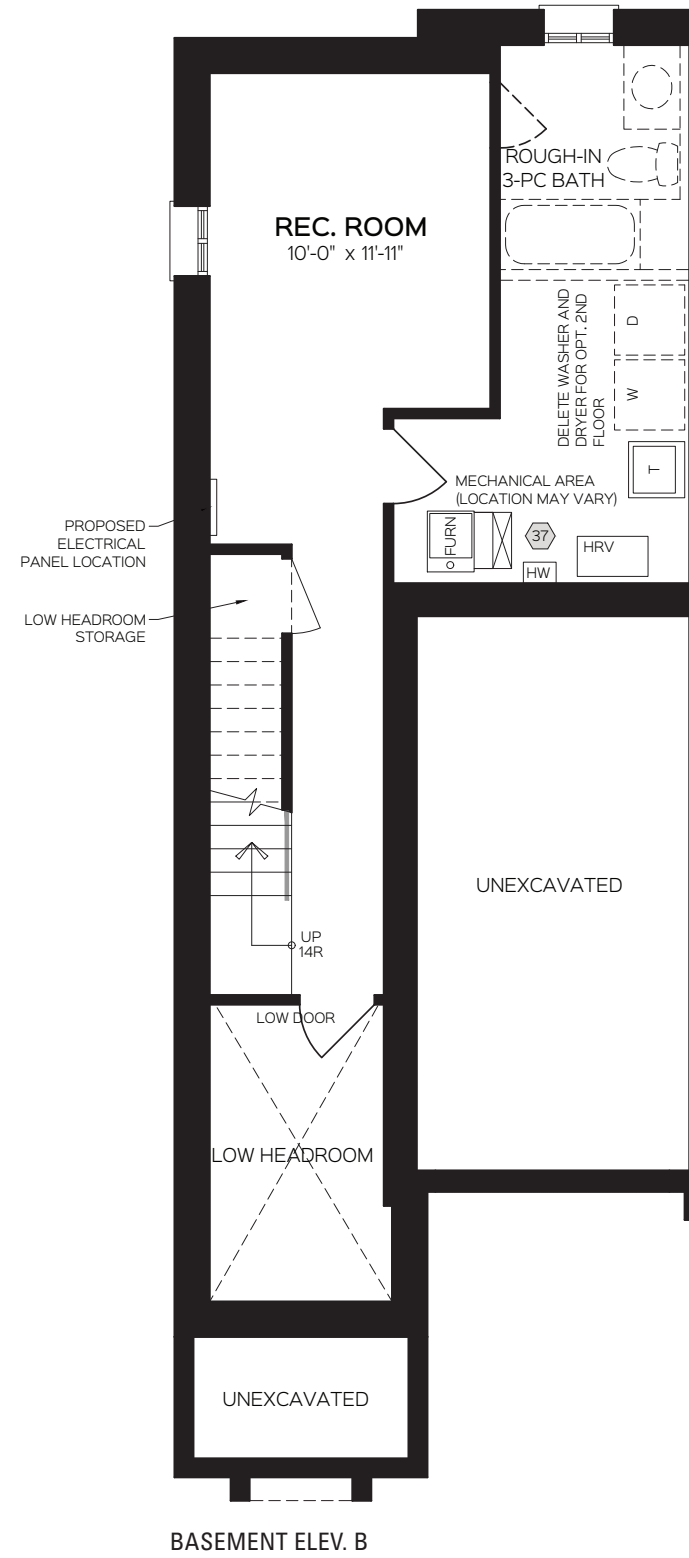 ROUGH-IN
3-PC BATH
REC. ROOM
10'-0" x 11'-11"
DELETE WASHER AND
DRYER FOR OPT. 2ND
FLOOR
D
W
T
MECHANICAL AREA
(LOCATION MAY VARY)
FURN
37
HW
HRV
PROPOSED
ELECTRICAL
PANEL LOCATION
LOW HEADROOM
STORAGE
UNEXCAVATED
UP
14R
LOW DOOR
LOW HEADROOM
UNEXCAVATED
BASEMENT ELEV. B